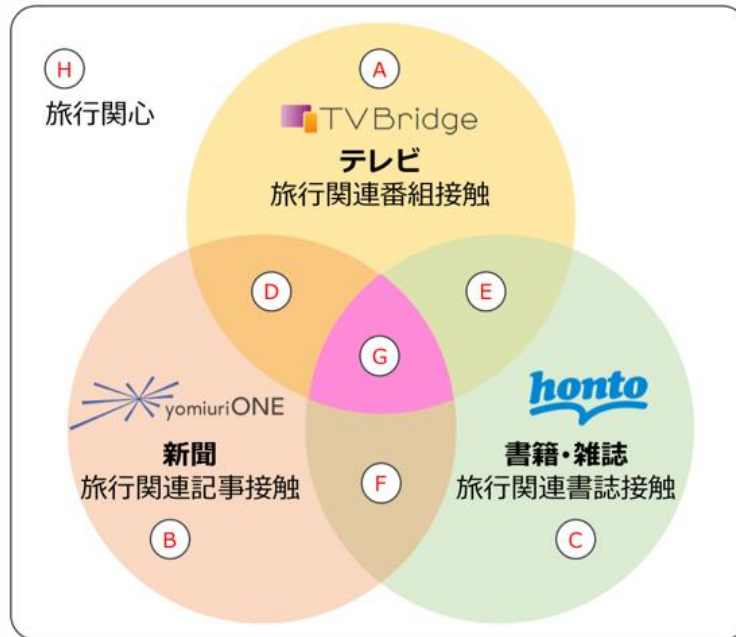 H
旅行関心
A
TVBridge
テレビ
旅行関連番組接触
D
E
G
yomiuriONE
新聞
旅行関連記事接触
B
honto
書籍・雑誌
旅行関連書誌接触
C
F